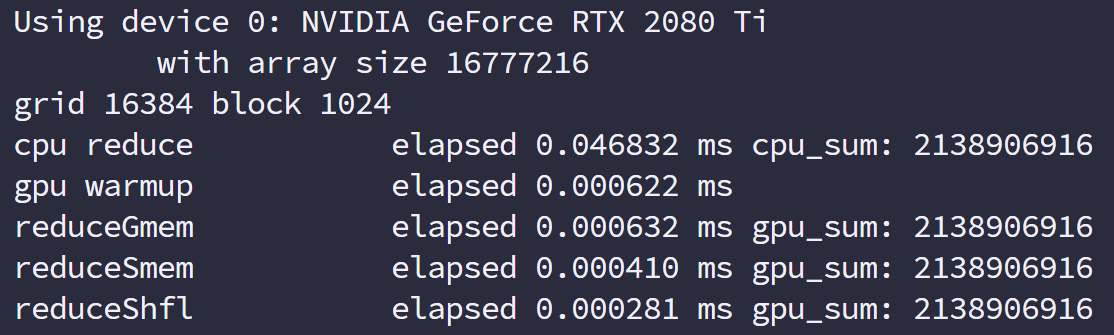 Using device 0: NVIDIA GeForce RTX 2080 Ti
with array size 16777216
grid 16384 block 1024
cpu reduce elapsed 0.046832 ms cpu_sum: 2138906916
gpu warmup elapsed 0.000622 ms
reduceGmem elapsed 0.000632 ms gpu_sum: 2138906916
reduceSmem elapsed 0.000410 ms gpu_sum: 2138906916
reduceShfl elapsed 0.000281 ms gpu_sum: 2138906916